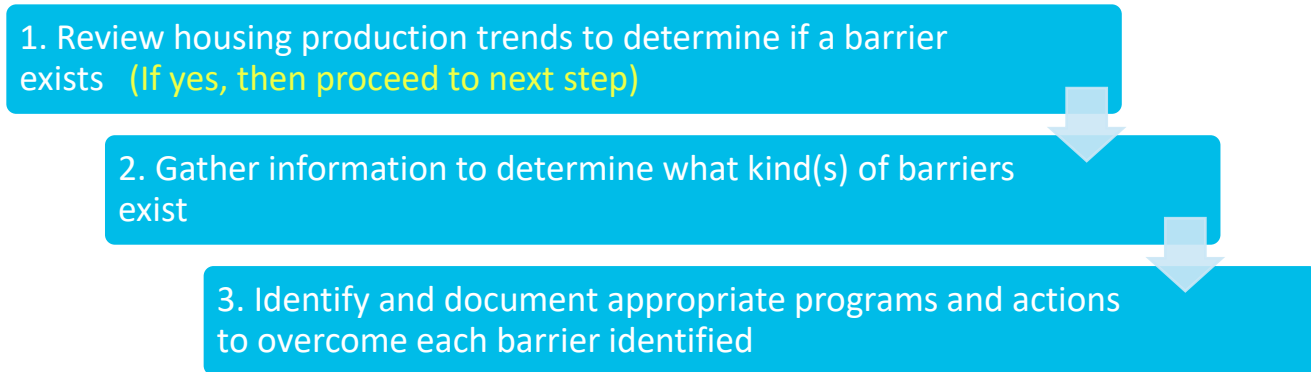 1. Review housing production trends to determine if a barrier
exists (If yes, then proceed to next step)
2. Gather information to determine what kind(s) of barriers
exist
3. Identify and document appropriate programs and actions
to overcome each barrier identified